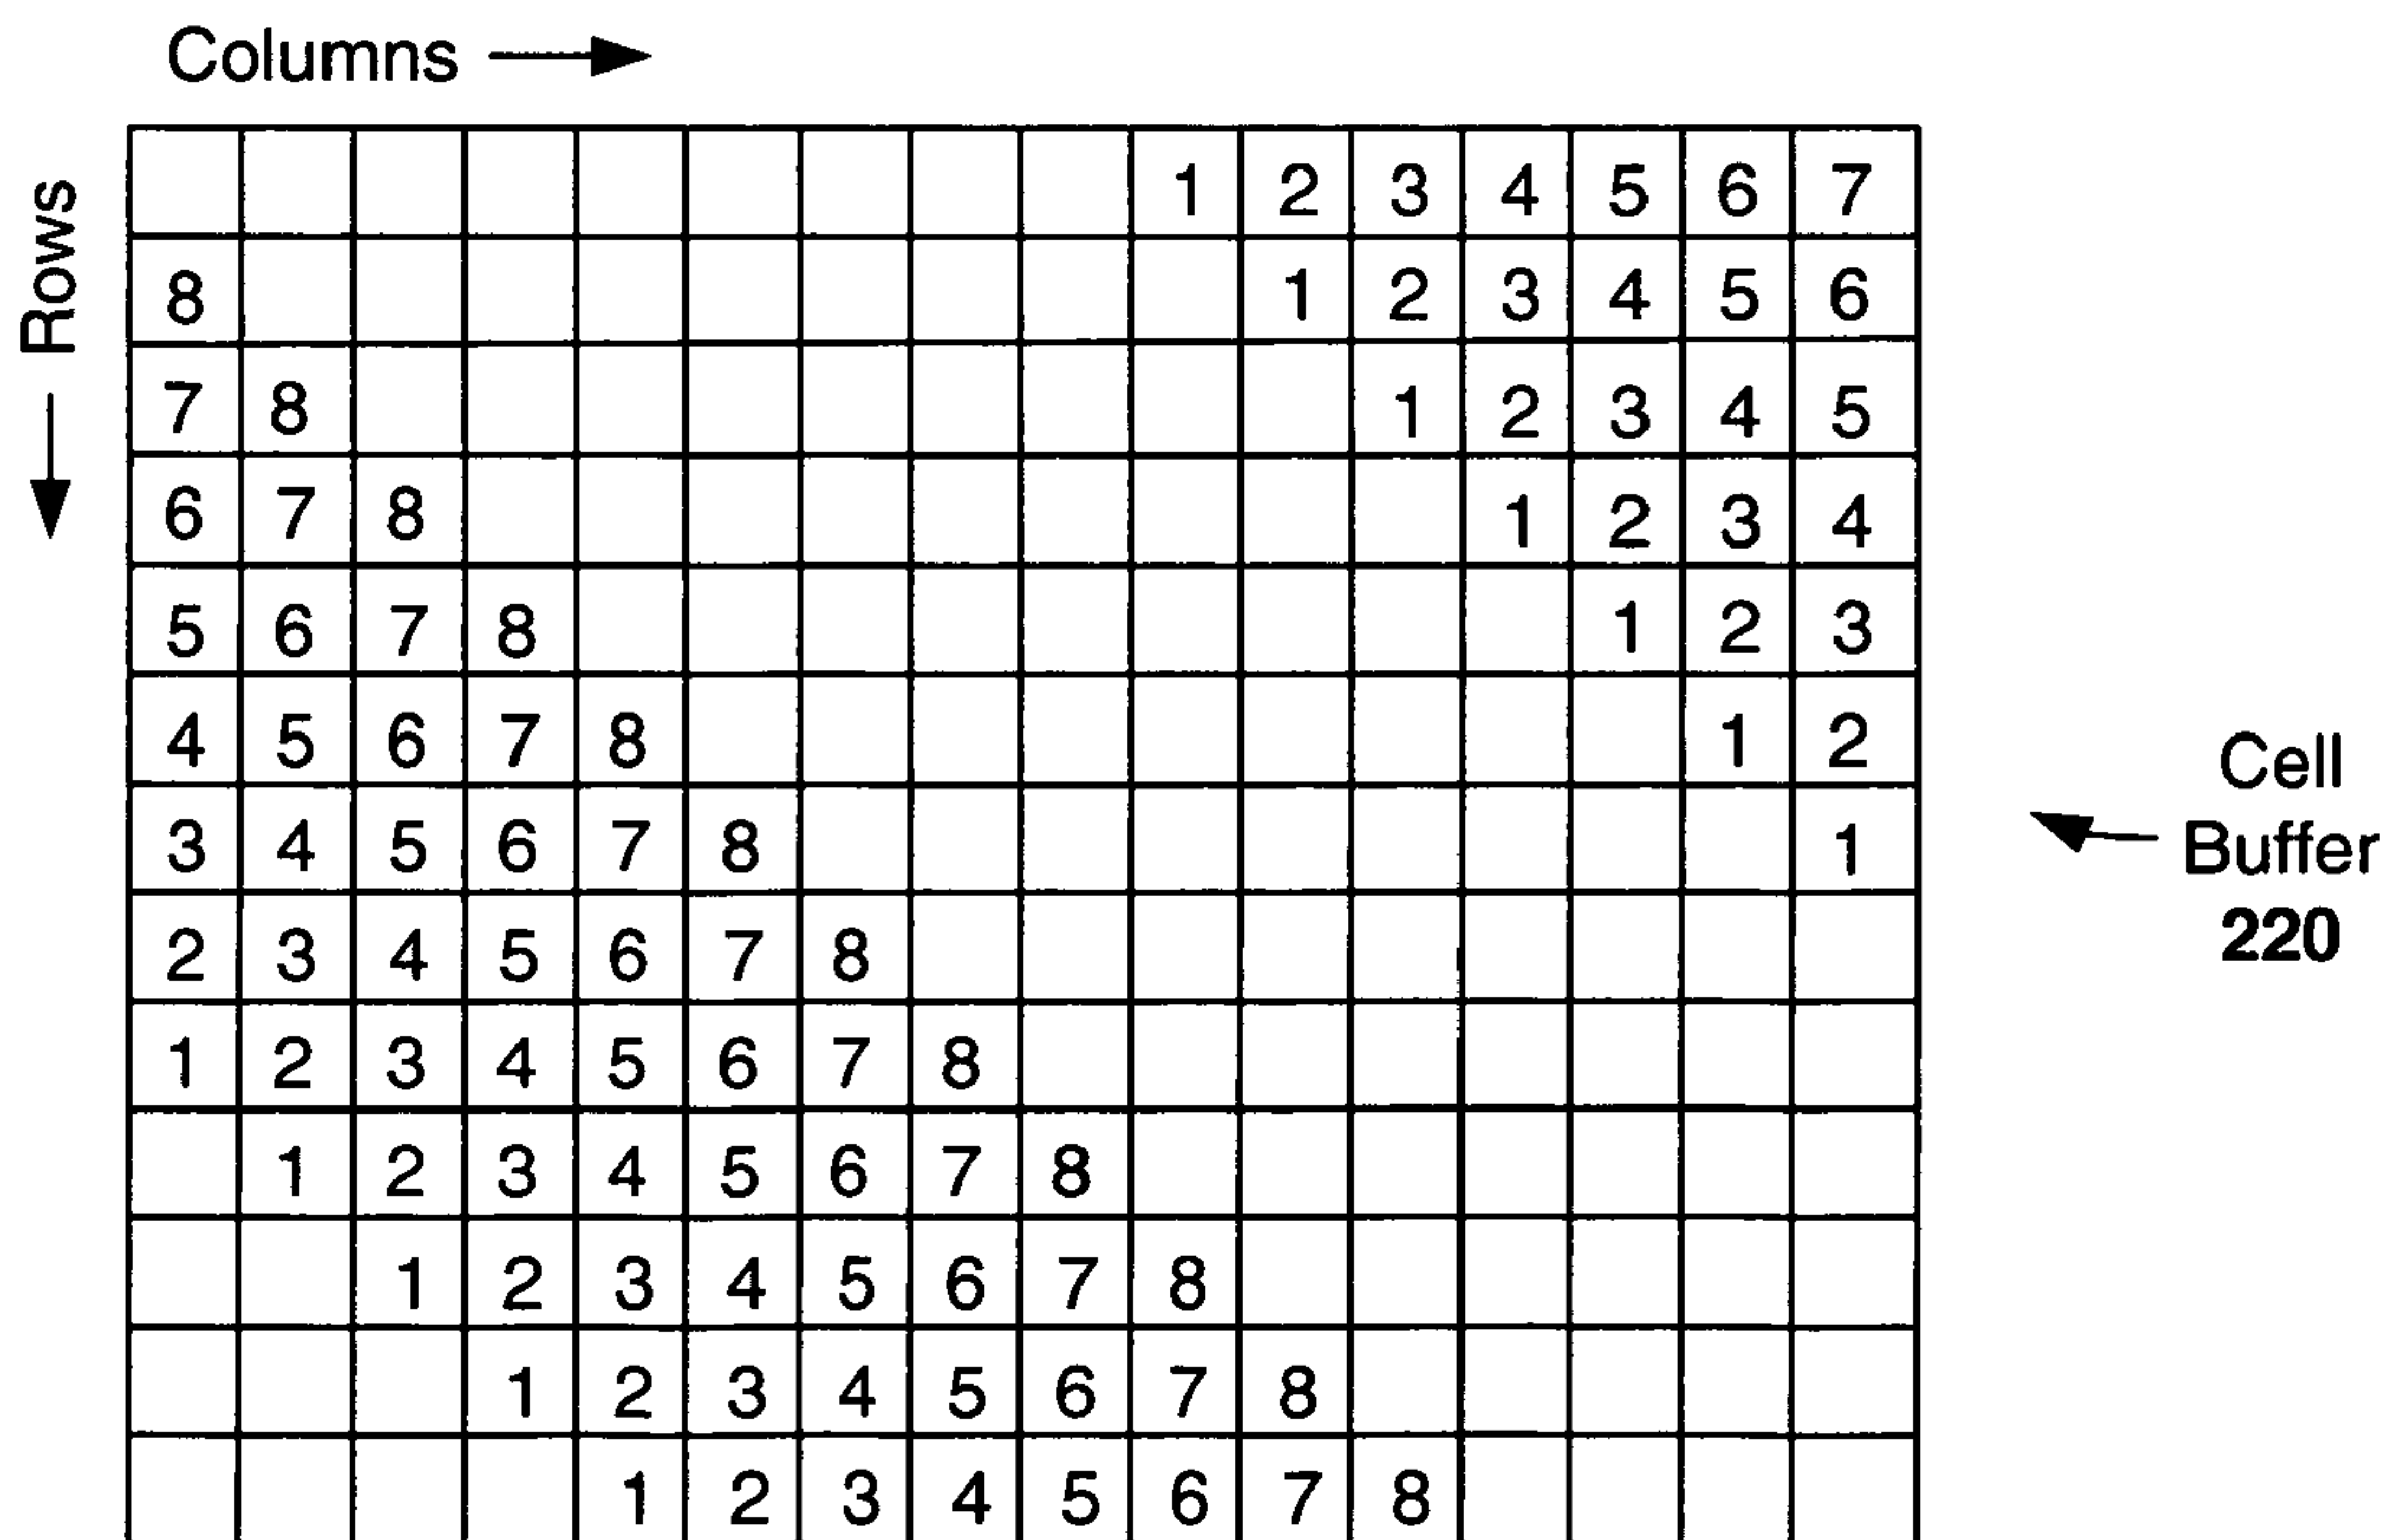 Columns
Rows
1 2 3 4 5 6 7
8 1 2 3 4 5 6
7 8 1 2 3 4 5
6 7 8 1 2 3 4
5 6 7 8 1 2 3
4 5 6 7 8 1 2
3 4 5 6 7 8 1
2 3 4 5 6 7 8
1 2 3 4 5 6 7 8
1 2 3 4 5 6 7 8
1 2 3 4 5 6 7 8
1 2 3 4 5 6 7 8
1 2 3 4 5 6 7 8
Cell
Buffer
220